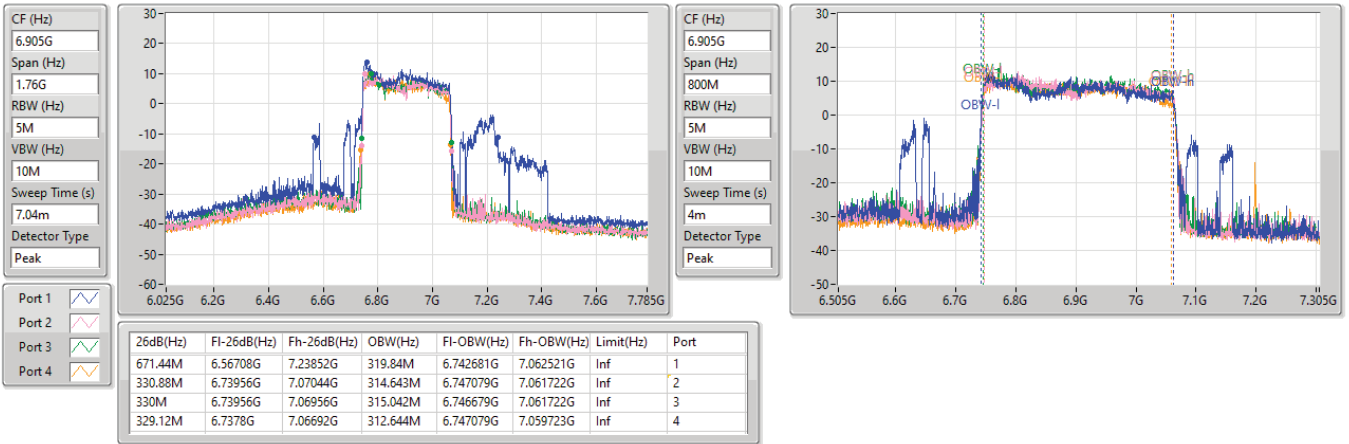 CF (Hz)
6.905G
Span (Hz)
1.76G
RBW (Hz)
5M
VBW (Hz)
10M
Sweep Time (s)
7.04m
Detector Type
Peak
Port 1
Port 2
Port 3
Port 4
30-
20-
10-
0-
-10-
-20-
-30-
-40-
-50-
-60-
6.025G 6.2G 6.4G 6.6G 6.8G 7G 7.2G 7.4G 7.6G 7.785G
CF (Hz)
6.905G
Span (Hz)
800M
RBW (Hz)
5M
VBW (Hz)
10M
Sweep Time (s)
4m
Detector Type
Peak
30-
20-
10-
0-
-10-
-20-
-30-
-40-
-50-
OBW-l
6.505G 6.6G 6.7G 6.8G 6.9G 7G 7.1G 7.2G 7.305G
26dB(Hz) Fl-26dB(Hz) Fh-26dB(Hz) OBW(Hz) Fl-OBW(Hz) Fh-OBW(Hz) Limit(Hz) Port
671.44M 6.56708G 7.23852G 319.84M 6.742681G 7.062521G Inf 1
330.88M 6.73956G 7.07044G 314.643M 6.747079G 7.061722G Inf 2
330M 6.73956G 7.06956G 315.042M 6.746679G 7.061722G Inf 3
329.12M 6.7378G 7.06692G 312.644M 6.747079G 7.059723G Inf 4